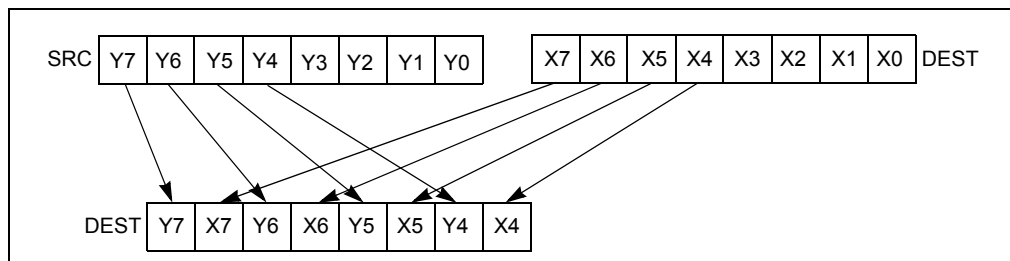 SRC Y7 Y6 Y5 Y4 Y3 Y2 Y1 Y0 X7 X6 X5 X4 X3 X2 X1 X0 DEST
DEST Y7 X7 Y6 X6 Y5 X5 Y4 X4